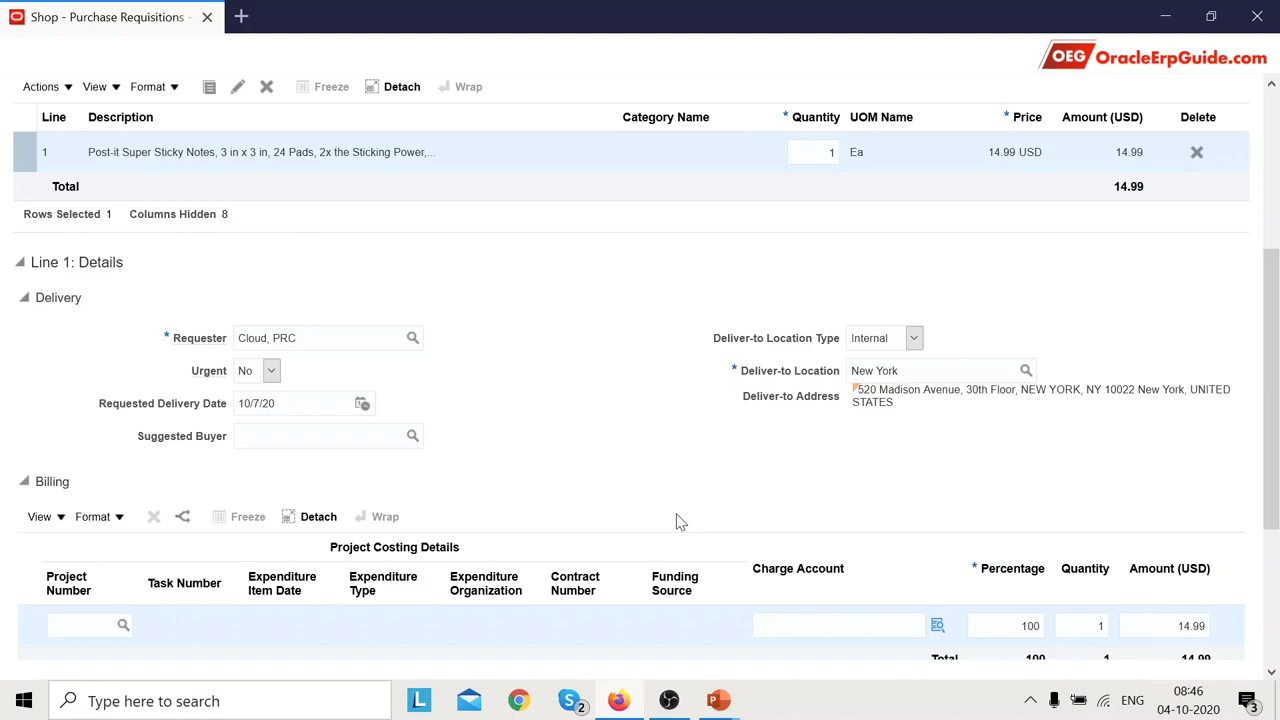 Shop - Purchase Requisitions -
OEG OracleErpGuide.com
Actions View Format Freeze Detach Wrap
Line Description Category Name * Quantity UOM Name * Price Amount (USD) Delete
1 Post-it Super Sticky Notes, 3 in x 3 in, 24 Pads, 2x the Sticking Power,... 1 Ea 14.99 USD 14.99
Total 14.99
Rows Selected 1 Columns Hidden 8
Line 1: Details
Delivery
* Requester Cloud, PRC Deliver-to Location Type Internal
Urgent No * Deliver-to Location New York
Requested Delivery Date 10/7/20 Deliver-to Address 520 Madison Avenue, 30th Floor, NEW YORK, NY 10022 New York, UNITED
STATES
Suggested Buyer
Billing
View Format Freeze Detach Wrap
Project Costing Details
Project Number Task Number Expenditure Item Date Expenditure Type Expenditure Organization Contract Number Funding Source Charge Account * Percentage Quantity Amount (USD)
100 1 14.99
Total 100 1 14.99
Type here to search L 2 ENG 08:46
04-10-2020 3